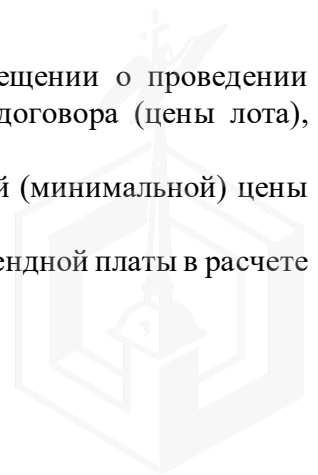 ещении о проведении
договора (цены лота),
й (минимальной) цены
ендной платы в расчете